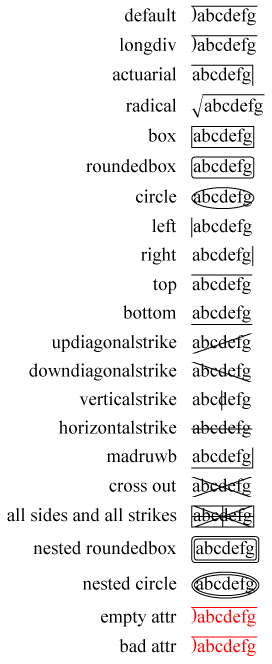 default abcdefg
longdiv abcdefg
actuarial abcdefg
radical abcdefg
box abcdefg
roundedbox abcdefg
circle abcdefg
left abcdefg
right abcdefg
top abcdefg
bottom abcdefg
updiagonalstrike abcdefg
downdiagonalstrike abcdefg
verticalstrike abcdefg
horizontalstrike abcdefg
madruwb abcdefg
cross out abcdefg
all sides and all strikes abcdefg
nested roundedbox abcdefg
nested circle abcdefg
empty attr abcdefg
bad attr abcdefg